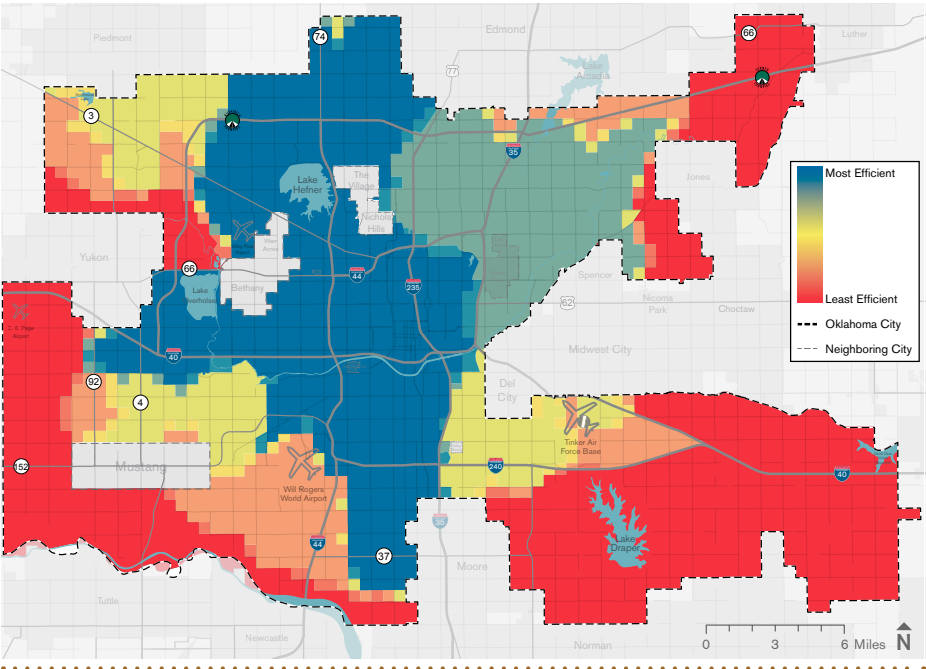 Piedmont
74
Edmond
66
Luther
77
Lake
Arcadia
3
35
Jones
Most Efficient
Least Efficient
Oklahoma City
Neighboring City
Lake
Hefner
The
Village
Nichols
Hills
Warr
Acres
Yukon
66
44
235
Spencer
Bethany
Lake
Overholser
62
Nicoma
Park
Choctaw
C. E. Page
Airport
40
Midwest City
92
4
Del
City
Tinker Air
Force Base
152
Mustang
240
40
Will Rogers
World Airport
35
Lake
Draper
44
37
Moore
Tuttle
Newcastle
Norman
0 3 6 Miles
N